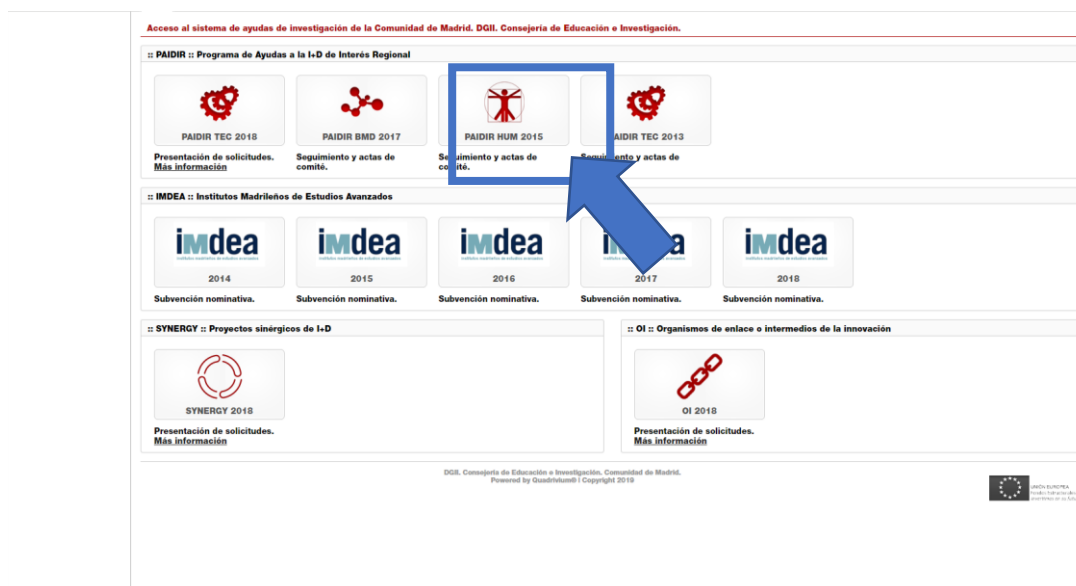 Acceso al sistema de ayudas de investigación de la Comunidad de Madrid. DGII. Consejería de Educación e Investigación.
:: PAIDIR :: Programa de Ayudas a la I+D de Interés Regional
PAIDIR TEC 2018
PAIDIR BMD 2017
PAIDIR HUM 2015
PAIDIR TEC 2013
Presentación de solicitudes.
Más información
Seguimiento y actas de
comité.
Seguimiento y actas de
comité.
Seguimiento y actas de
:: IMDEA :: Institutos Madrileños de Estudios Avanzados
imdea
2014
imdea
2015
imdea
2016
imdea
2017
imdea
2018
Subvención nominativa.
Subvención nominativa.
Subvención nominativa.
Subvención nominativa.
Subvención nominativa.
:: SYNERGY :: Proyectos sinérgicos de I+D
SYNERGY 2018
Presentación de solicitudes.
Más información
:: OI :: Organismos de enlace o intermedios de la innovación
OI 2018
Presentación de solicitudes.
Más información
DGII. Consejería de Educación e Investigación. Comunidad de Madrid.
Powered by Quadrivium® | Copyright 2019
UNIÓN EUROPEA